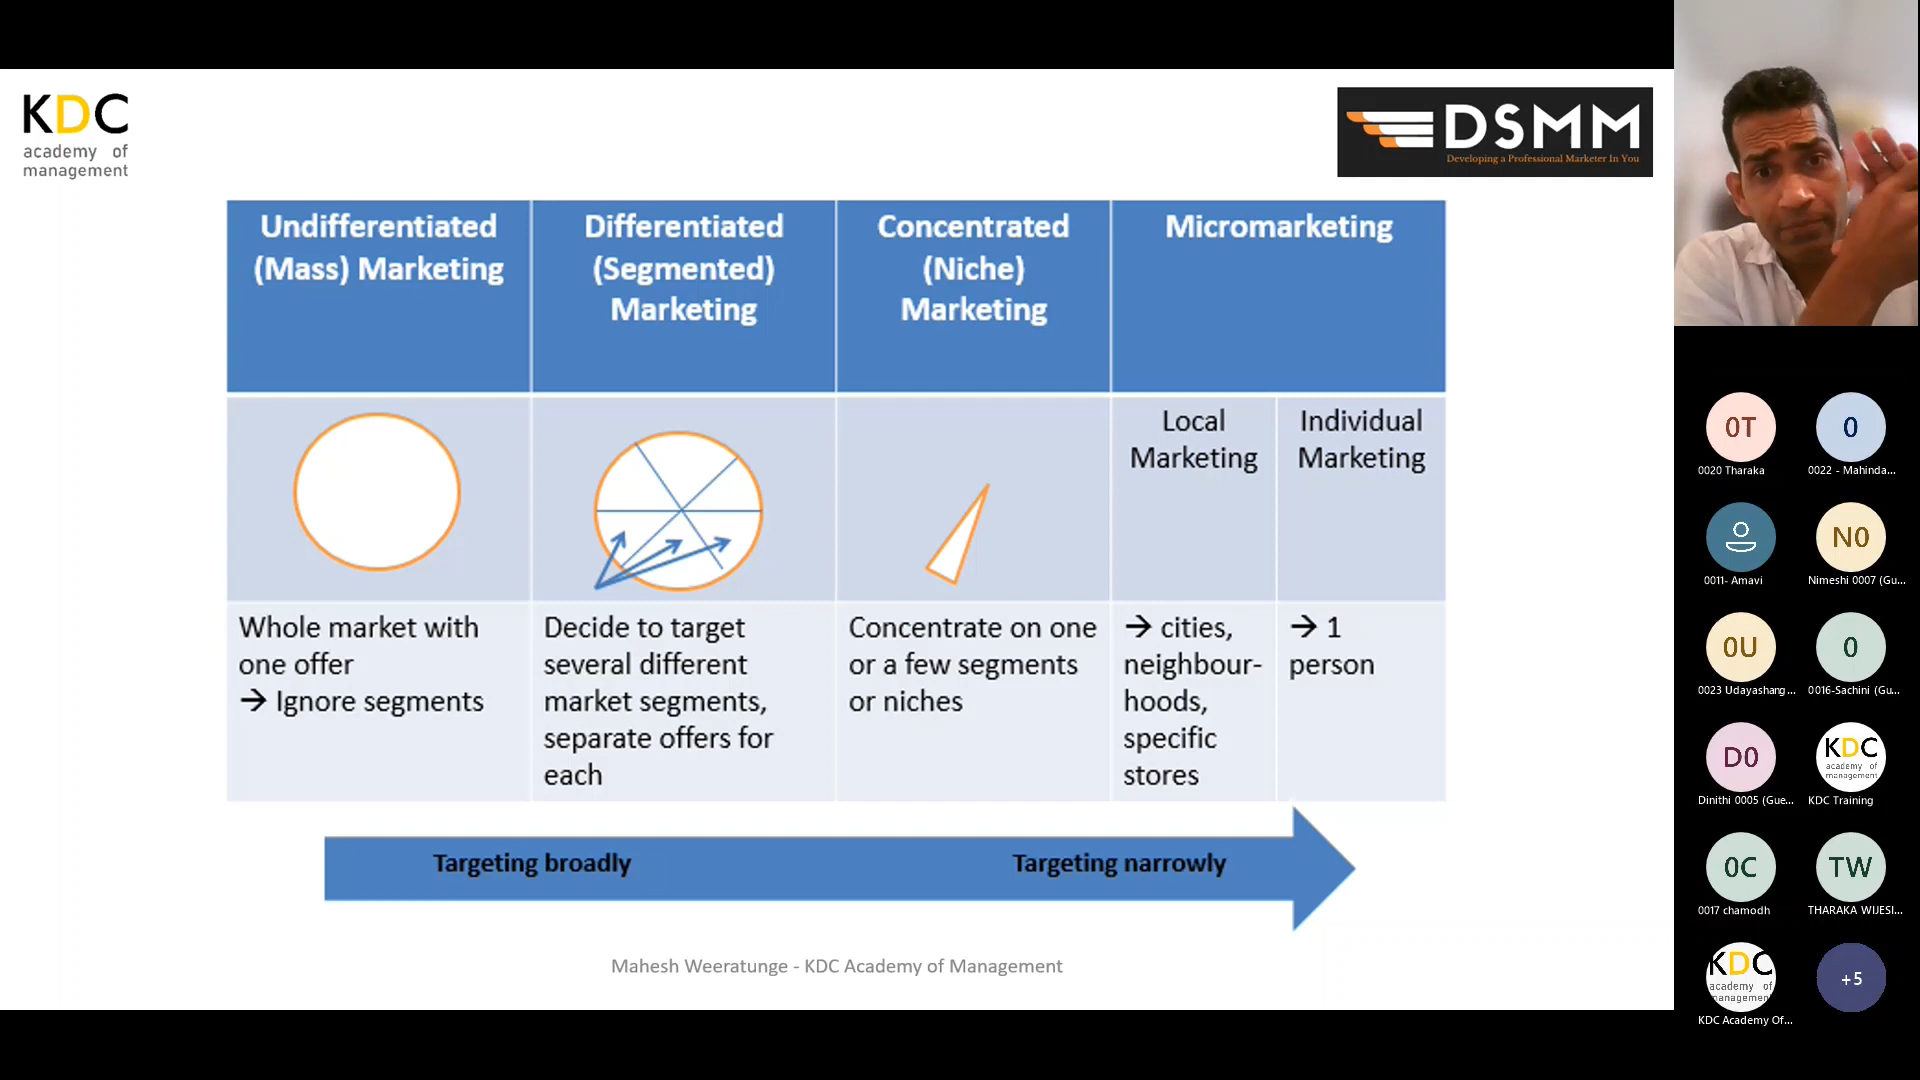 KDC
academy of
management
DSMM
Developing a Professional Marketer In You
Undifferentiated
(Mass) Marketing
Differentiated
(Segmented)
Marketing
Concentrated
(Niche)
Marketing
Micromarketing
Local
Marketing
Individual
Marketing
Whole market with
one offer
→ Ignore segments
Decide to target
several different
market segments,
separate offers for
each
Concentrate on one
or a few segments
or niches
→ cities,
neighbour-
hoods,
specific
stores
→ 1
person
Targeting broadly
Targeting narrowly
Mahesh Weeratunge - KDC Academy of Management
0T
0020 Tharaka
0
0022 - Mahinda...
0011- Amavi
N0
Nimeshi 0007 (Gu...
0U
0023 Udayashang...
0
0016-Sachini (Gu...
D0
Dinithi 0005 (Gue...
KDC
academy of
management
KDC Training
0C
0017 chamodh
TW
THARAKA WIJESI...
KDC
academy of
management
KDC Academy Of...
+5